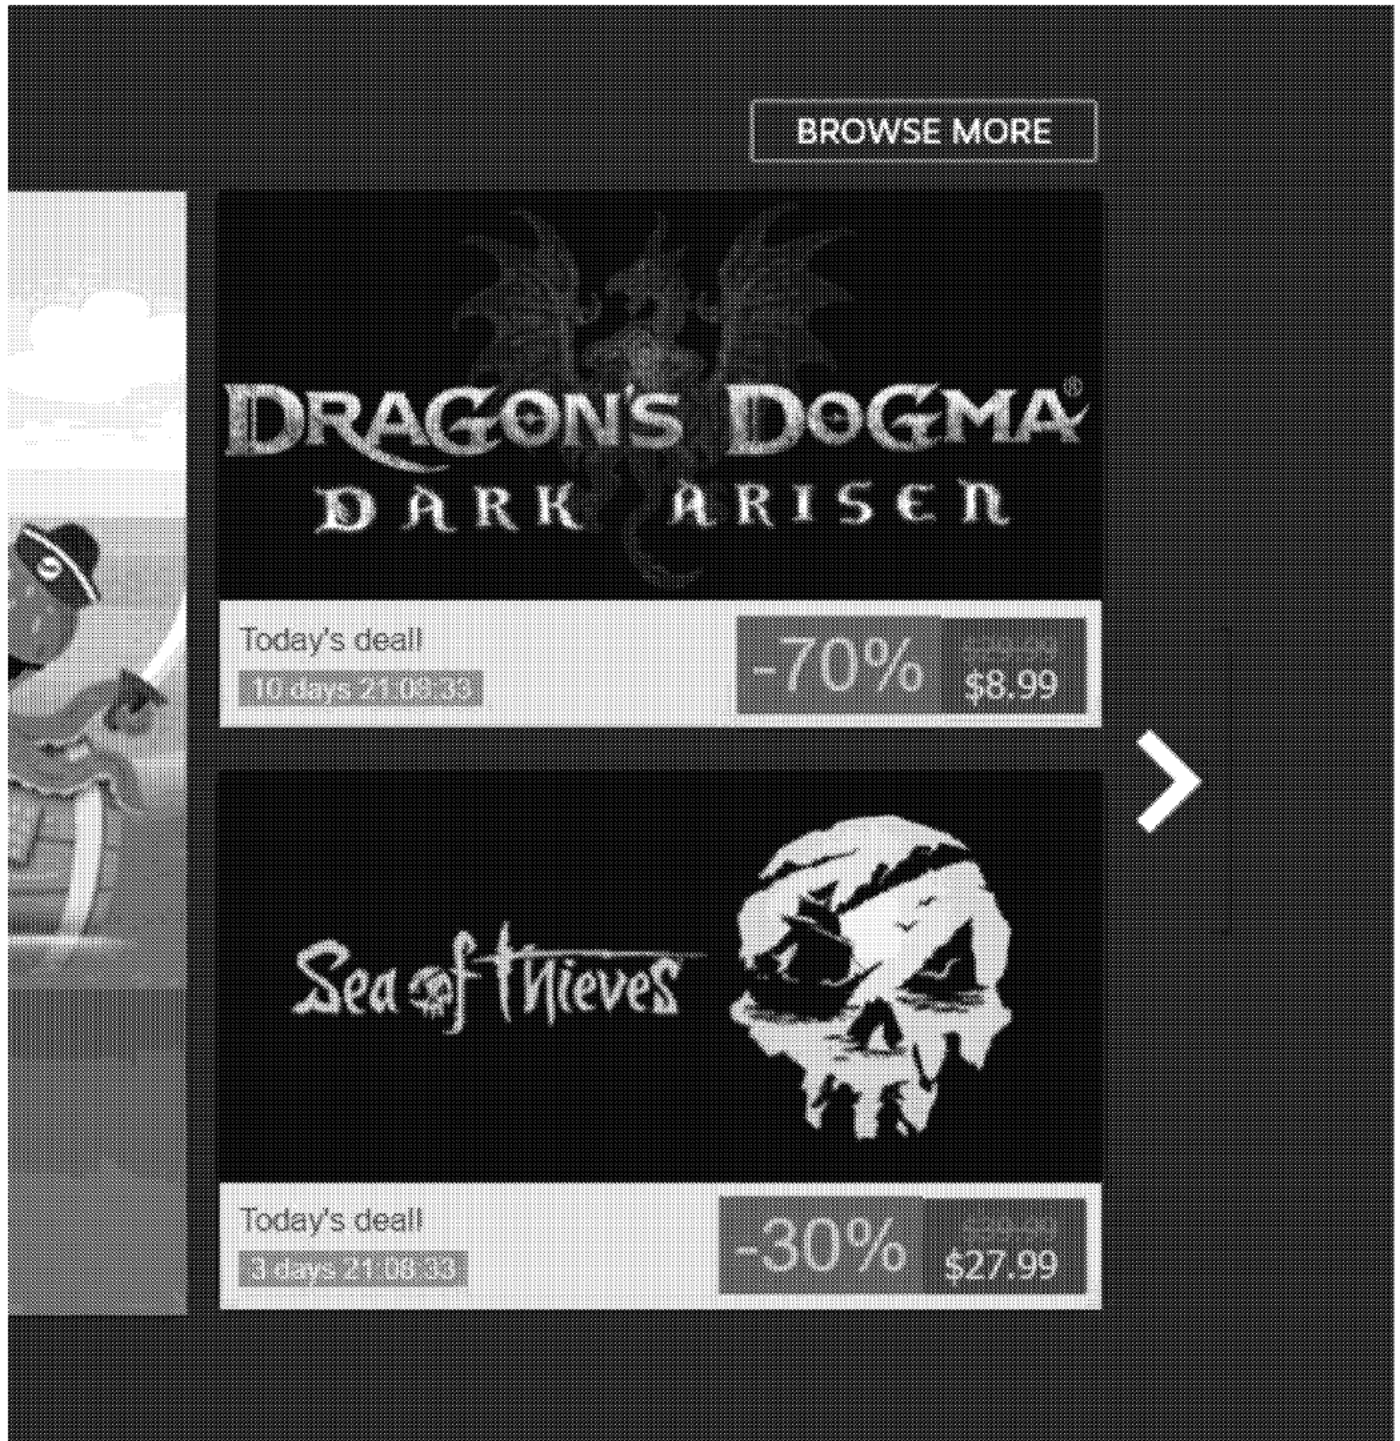 BROWSE MORE
DRAGON'S DOGMA®
DARK ARISEN
Today's deal!
10 days 21:08:33
-70%
$8.99
Sea of Thieves
Today's deal!
3 days 21:08:33
-30%
$27.99